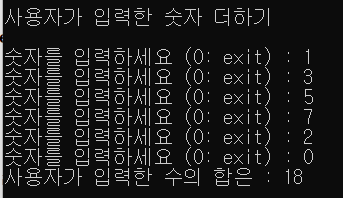 사용자가 입력한 숫자 더하기
숫자를 입력하세요 (0: exit) : 1
숫자를 입력하세요 (0: exit) : 3
숫자를 입력하세요 (0: exit) : 5
숫자를 입력하세요 (0: exit) : 7
숫자를 입력하세요 (0: exit) : 2
숫자를 입력하세요 (0: exit) : 0
사용자가 입력한 수의 합은 : 18